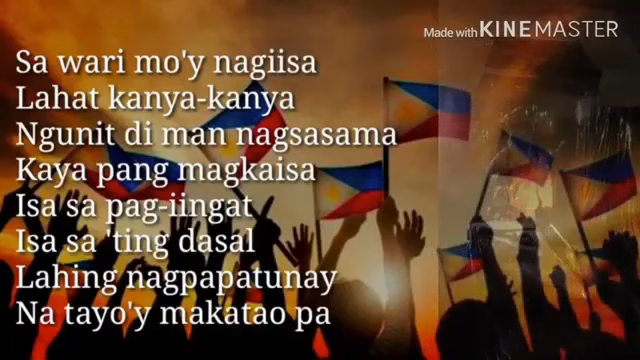 Made with KINEMASTER
Sa wari mo'y nagiisa
Lahat kanya-kanya
Ngunit di man nagsasama
Kaya pang magkaisa
Isa sa pag-iingat
Isa sa 'ting dasal
Lahing nagpapatunay
Na tayo'y makatao pa